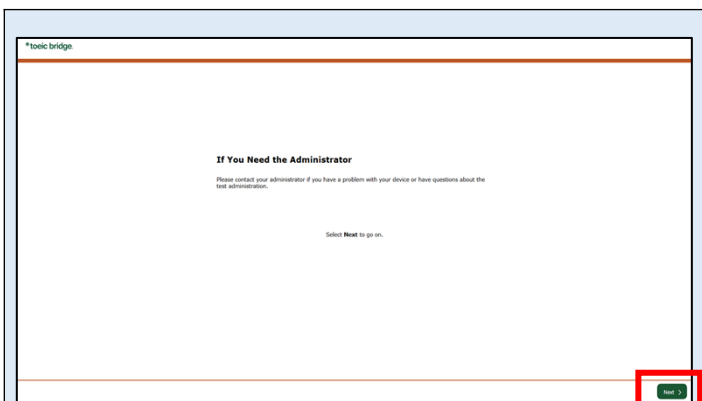 *toeic bridge.
If You Need the Administrator
Please contact your administrator if you have a problem with your device or have questions about the
test administration.
Select Next to go on.
Next >